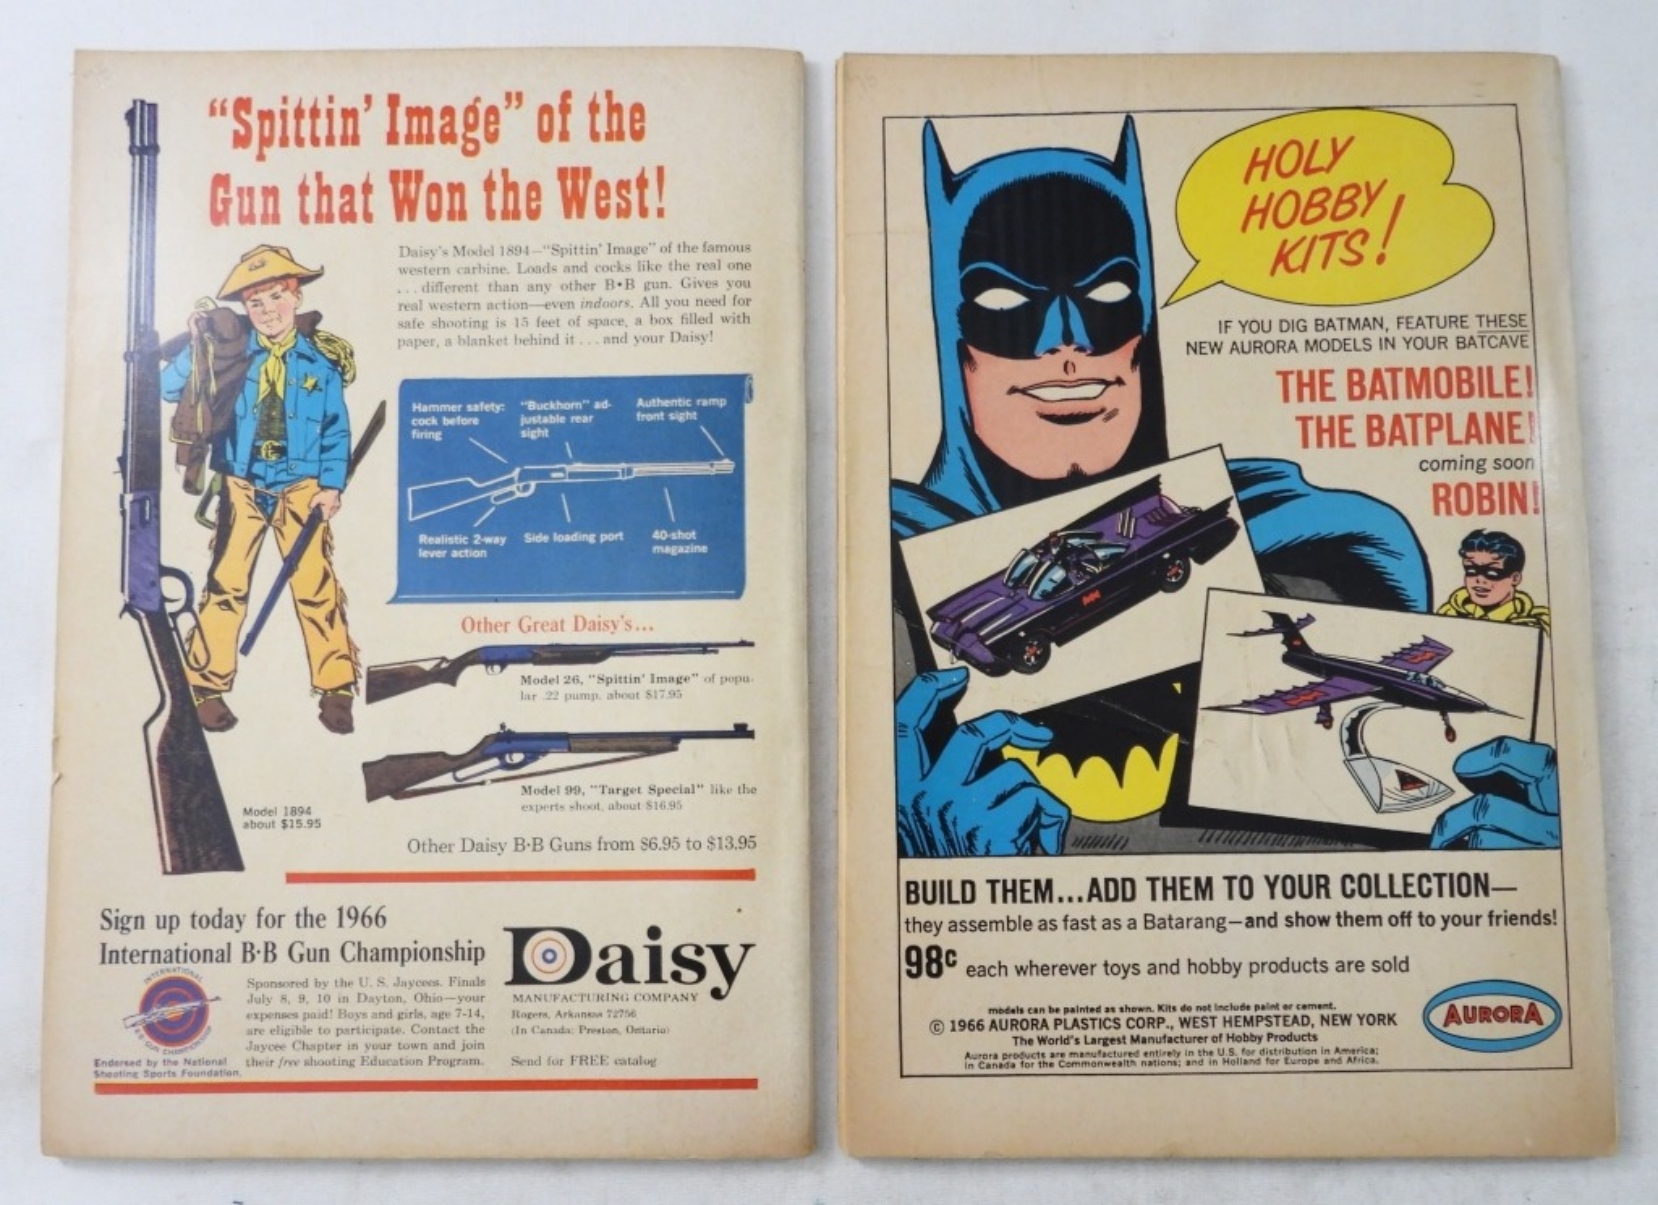 "Spittin' Image" of the
Gun that Won the West!
Daisy's Model 1894—"Spittin' Image" of the famous
western carbine. Loads and cocks like the real one
. . . different than any other B•B gun. Gives you
real western action—even indoors. All you need for
safe shooting is 15 feet of space, a box filled with
paper, a blanket behind it . . . and your Daisy!
Hammer safety:
cock before
firing
"Buckhorn" ad-
justable rear
sight
Authentic ramp
front sight
Realistic 2-way
lever action
Side loading port
40-shot
magazine
Other Great Daisy's...
Model 26, "Spittin' Image" of popu-
lar .22 pump, about $17.95
Model 99, "Target Special" like the
experts shoot, about $16.95
Model 1894
about $15.95
Other Daisy B·B Guns from $6.95 to $13.95
Sign up today for the 1966
International B·B Gun Championship
INTERNATIONAL
BB GUN CHAMPIONSHIP
Endorsed by the National
Shooting Sports Foundation.
Sponsored by the U. S. Jaycees. Finals
July 8, 9, 10 in Dayton, Ohio—your
expenses paid! Boys and girls, age 7-14,
are eligible to participate. Contact the
Jaycee Chapter in your town and join
their free shooting Education Program.
Daisy
MANUFACTURING COMPANY
Rogers, Arkansas 72756
(In Canada: Preston, Ontario)
Send for FREE catalog
HOLY
HOBBY
KITS!
IF YOU DIG BATMAN, FEATURE THESE
NEW AURORA MODELS IN YOUR BATCAVE
THE BATMOBILE!
THE BATPLANE!
coming soon
ROBIN!
BUILD THEM...ADD THEM TO YOUR COLLECTION—
they assemble as fast as a Batarang—and show them off to your friends!
98c each wherever toys and hobby products are sold
models can be painted as shown. Kits do not include paint or cement.
© 1966 AURORA PLASTICS CORP., WEST HEMPSTEAD, NEW YORK
The World's Largest Manufacturer of Hobby Products
Aurora products are manufactured entirely in the U.S. for distribution in America;
in Canada for the Commonwealth nations; and in Holland for Europe and Africa.
AURORA